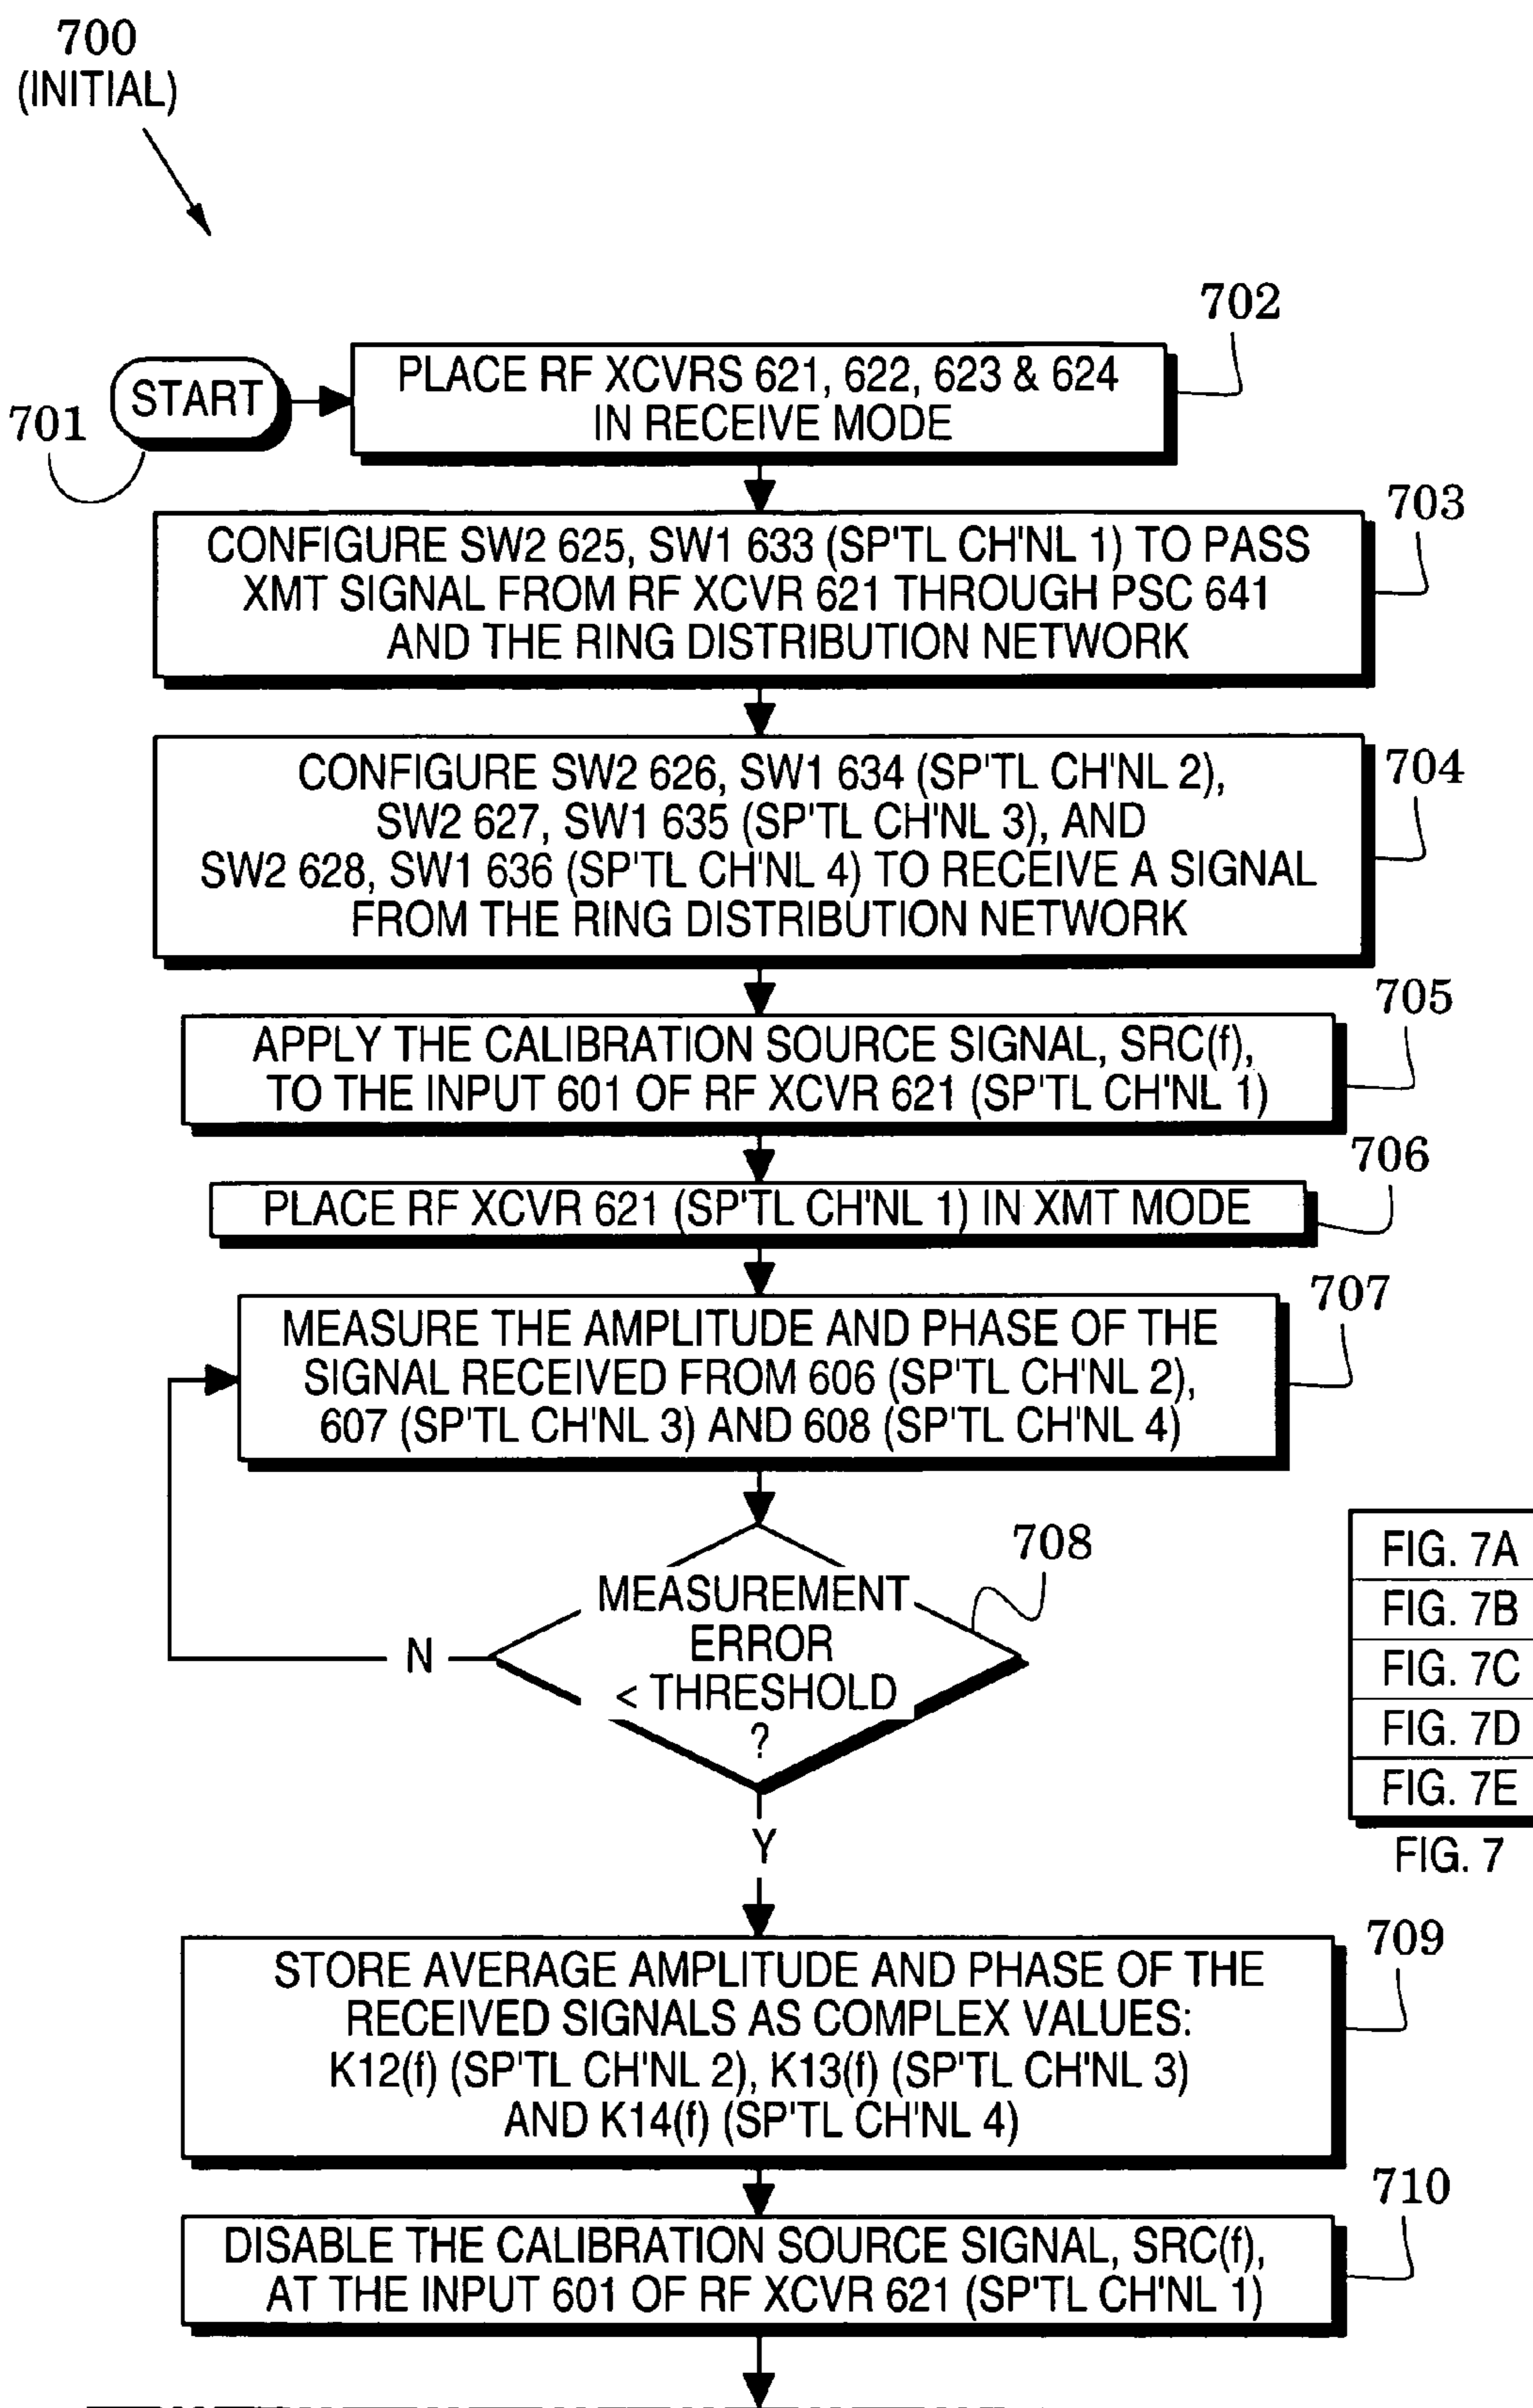 700
(INITIAL)
702
START
PLACE RF XCVRS 621, 622, 623 & 624
IN RECEIVE MODE
701
703
CONFIGURE SW2 625, SW1 633 (SP'TL CH'NL 1) TO PASS
XMT SIGNAL FROM RF XCVR 621 THROUGH PSC 641
AND THE RING DISTRIBUTION NETWORK
704
CONFIGURE SW2 626, SW1 634 (SP'TL CH'NL 2),
SW2 627, SW1 635 (SP'TL CH'NL 3), AND
SW2 628, SW1 636 (SP'TL CH'NL 4) TO RECEIVE A SIGNAL
FROM THE RING DISTRIBUTION NETWORK
705
APPLY THE CALIBRATION SOURCE SIGNAL, SRC(f),
TO THE INPUT 601 OF RF XCVR 621 (SP'TL CH'NL 1)
706
PLACE RF XCVR 621 (SP'TL CH'NL 1) IN XMT MODE
707
MEASURE THE AMPLITUDE AND PHASE OF THE
SIGNAL RECEIVED FROM 606 (SP'TL CH'NL 2),
607 (SP'TL CH'NL 3) AND 608 (SP'TL CH'NL 4)
708
MEASUREMENT
ERROR
< THRESHOLD
?
N
Y
FIG. 7A
FIG. 7B
FIG. 7C
FIG. 7D
FIG. 7E
FIG. 7
709
STORE AVERAGE AMPLITUDE AND PHASE OF THE
RECEIVED SIGNALS AS COMPLEX VALUES:
K12(f) (SP'TL CH'NL 2), K13(f) (SP'TL CH'NL 3)
AND K14(f) (SP'TL CH'NL 4)
710
DISABLE THE CALIBRATION SOURCE SIGNAL, SRC(f),
AT THE INPUT 601 OF RF XCVR 621 (SP'TL CH'NL 1)